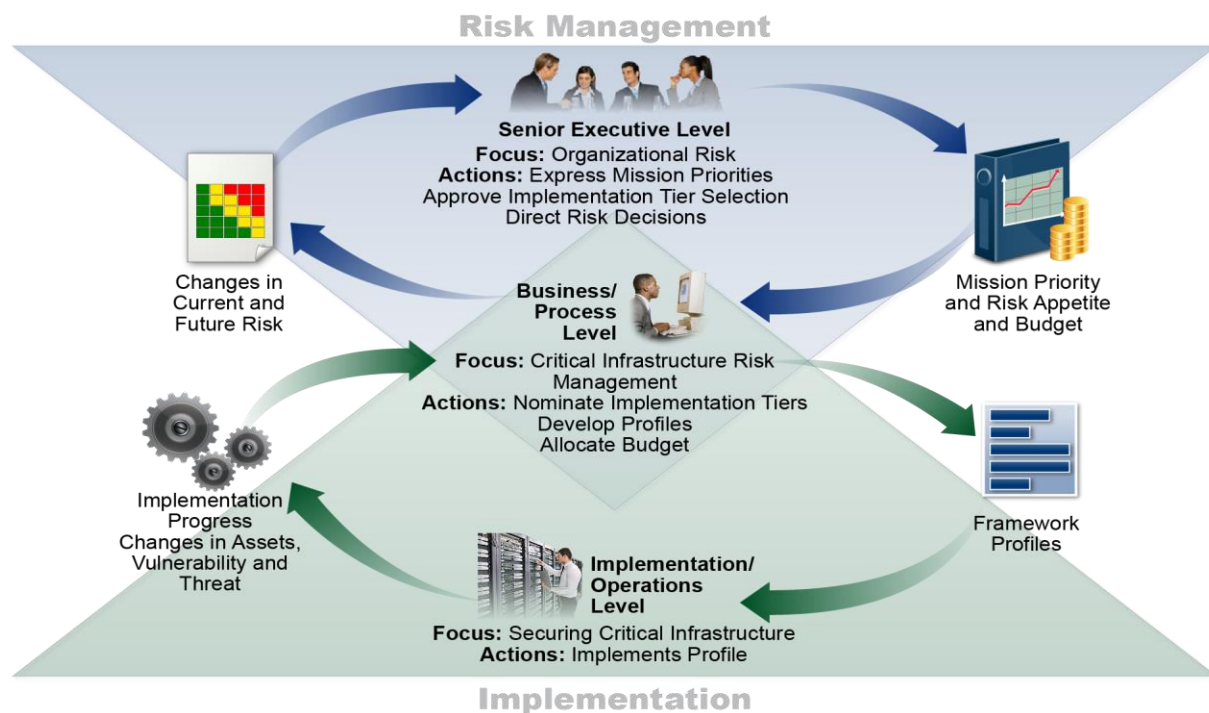 Risk Management
Senior Executive Level
Focus: Organizational Risk
Actions: Express Mission Priorities
Approve Implementation Tier Selection
Direct Risk Decisions
Changes in
Current and
Future Risk
Mission Priority
and Risk Appetite
and Budget
Business/
Process
Level
Focus: Critical Infrastructure Risk
Management
Actions: Nominate Implementation Tiers
Develop Profiles
Allocate Budget
Implementation
Progress
Changes in Assets,
Vulnerability and
Threat
Framework
Profiles
Implementation/
Operations
Level
Focus: Securing Critical Infrastructure
Actions: Implements Profile
Implementation